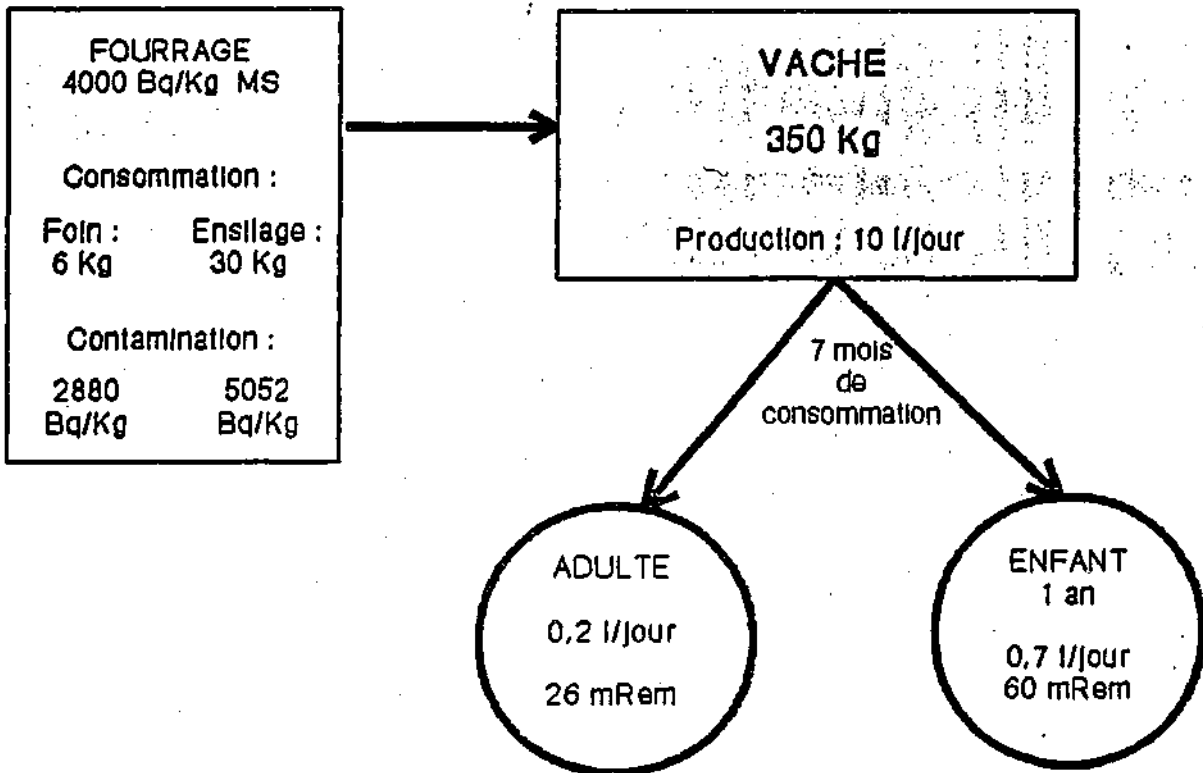 FOURRAGE
4000 Bq/Kg MS
Consommation :
Foin : Ensilage :
6 Kg 30 Kg
Contamination :
2880 5052
Bq/Kg Bq/Kg
VACHE
350 Kg
Production : 10 l/jour
7 mois
de
consommation
ADULTE
0,2 l/jour
26 mRem
ENFANT
1 an
0,7 l/jour
60 mRem